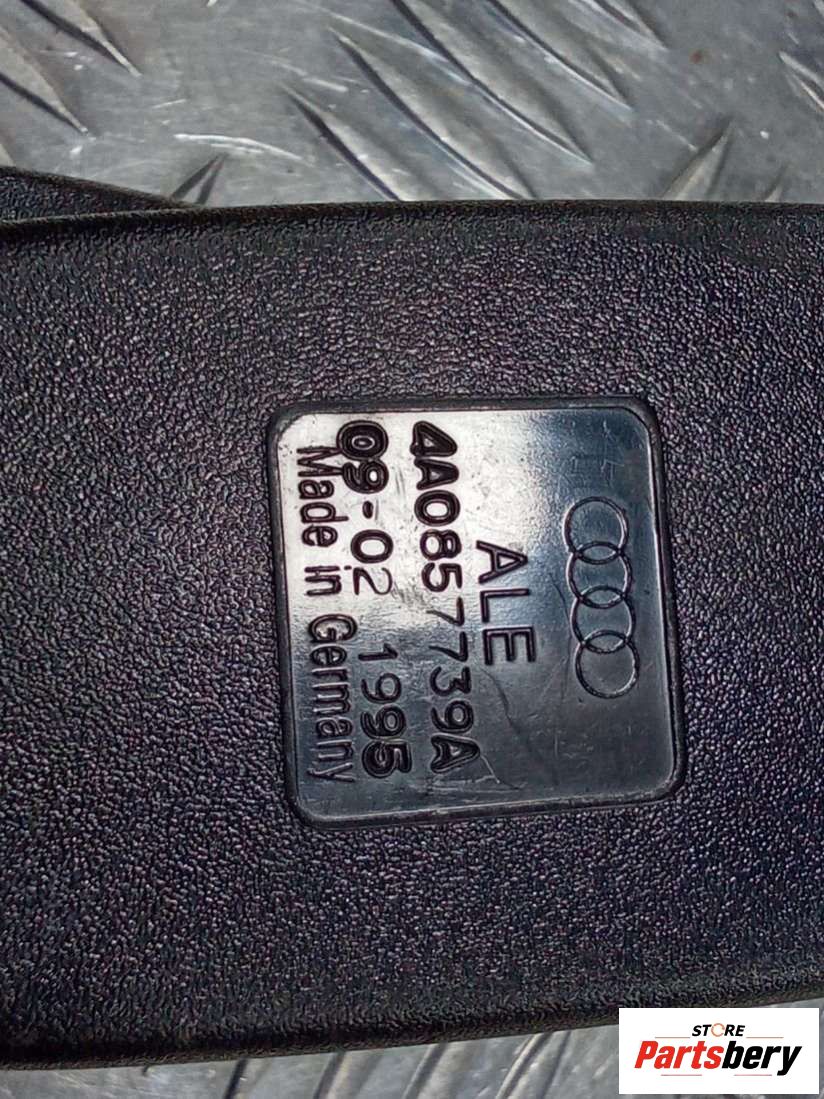 ALE
4A0857739A
09-02 1995
Made in Germany
STORE
Partsbery